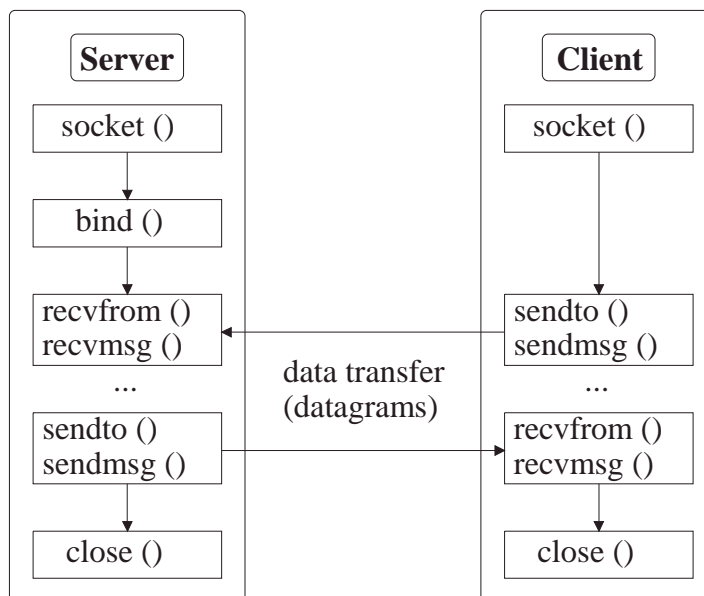 Server
socket ()
bind ()
recvfrom ()
recvmsg ()
...
sendto ()
sendmsg ()
close ()
data transfer
(datagrams)
Client
socket ()
sendto ()
sendmsg ()
...
recvfrom ()
recvmsg ()
close ()